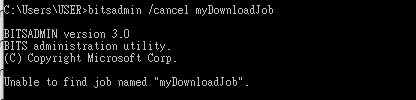 C:\Users\USER>bitsadmin /cancel myDownloadJob
BITSADMIN version 3.0
BITS administration utility.
(C) Copyright Microsoft Corp.
Unable to find job named "myDownloadJob".